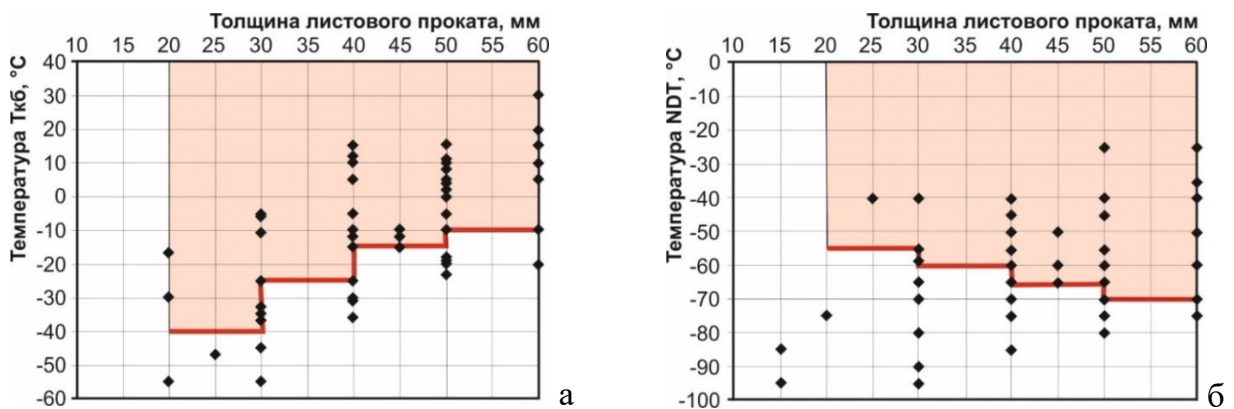 Толщина листового проката, мм
10 15 20 25 30 35 40 45 50 55 60
Температура Tкб, °C
40
30
20
10
0
-10
-20
-30
-40
-50
-60
а
Толщина листового проката, мм
10 15 20 25 30 35 40 45 50 55 60
Температура NDT, °C
0
-10
-20
-30
-40
-50
-60
-70
-80
-90
-100
б